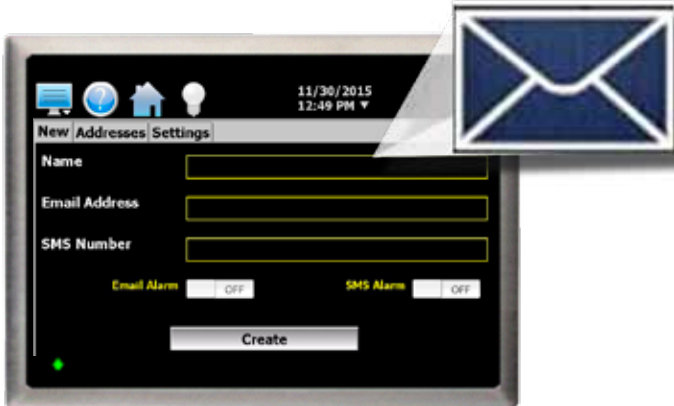 11/30/2015
12:49 PM ▼
New Addresses Settings
Name
Email Address
SMS Number
Email Alarm OFF SMS Alarm OFF
Create